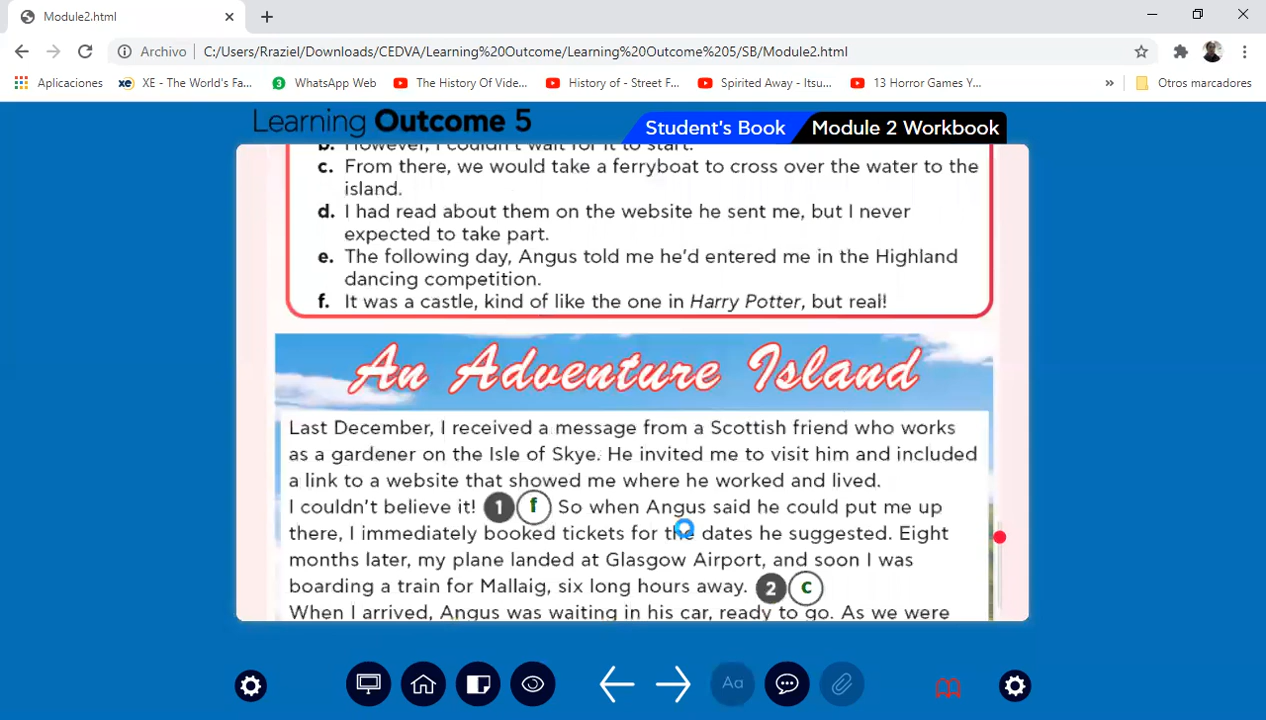 Module2.html
Archivo C:/Users/Rraziel/Downloads/CEDVA/Learning%20Outcome/Learning%20Outcome%205/SB/Module2.html
Aplicaciones XE - The World's Fa... WhatsApp Web The History Of Vide... History of - Street F... Spirited Away - Itsu... 13 Horror Games Y... » Otros marcadores
Learning Outcome 5 Student's Book Module 2 Workbook
b. However, I couldn't wait for it to start.
c. From there, we would take a ferryboat to cross over the water to the
island.
d. I had read about them on the website he sent me, but I never
expected to take part.
e. The following day, Angus told me he'd entered me in the Highland
dancing competition.
f. It was a castle, kind of like the one in Harry Potter, but real!
An Adventure Island
Last December, I received a message from a Scottish friend who works
as a gardener on the Isle of Skye. He invited me to visit him and included
a link to a website that showed me where he worked and lived.
I couldn't believe it! 1 f So when Angus said he could put me up
there, I immediately booked tickets for the dates he suggested. Eight
months later, my plane landed at Glasgow Airport, and soon I was
boarding a train for Mallaig, six long hours away. 2 c
When I arrived, Angus was waiting in his car, ready to go. As we were
Aa